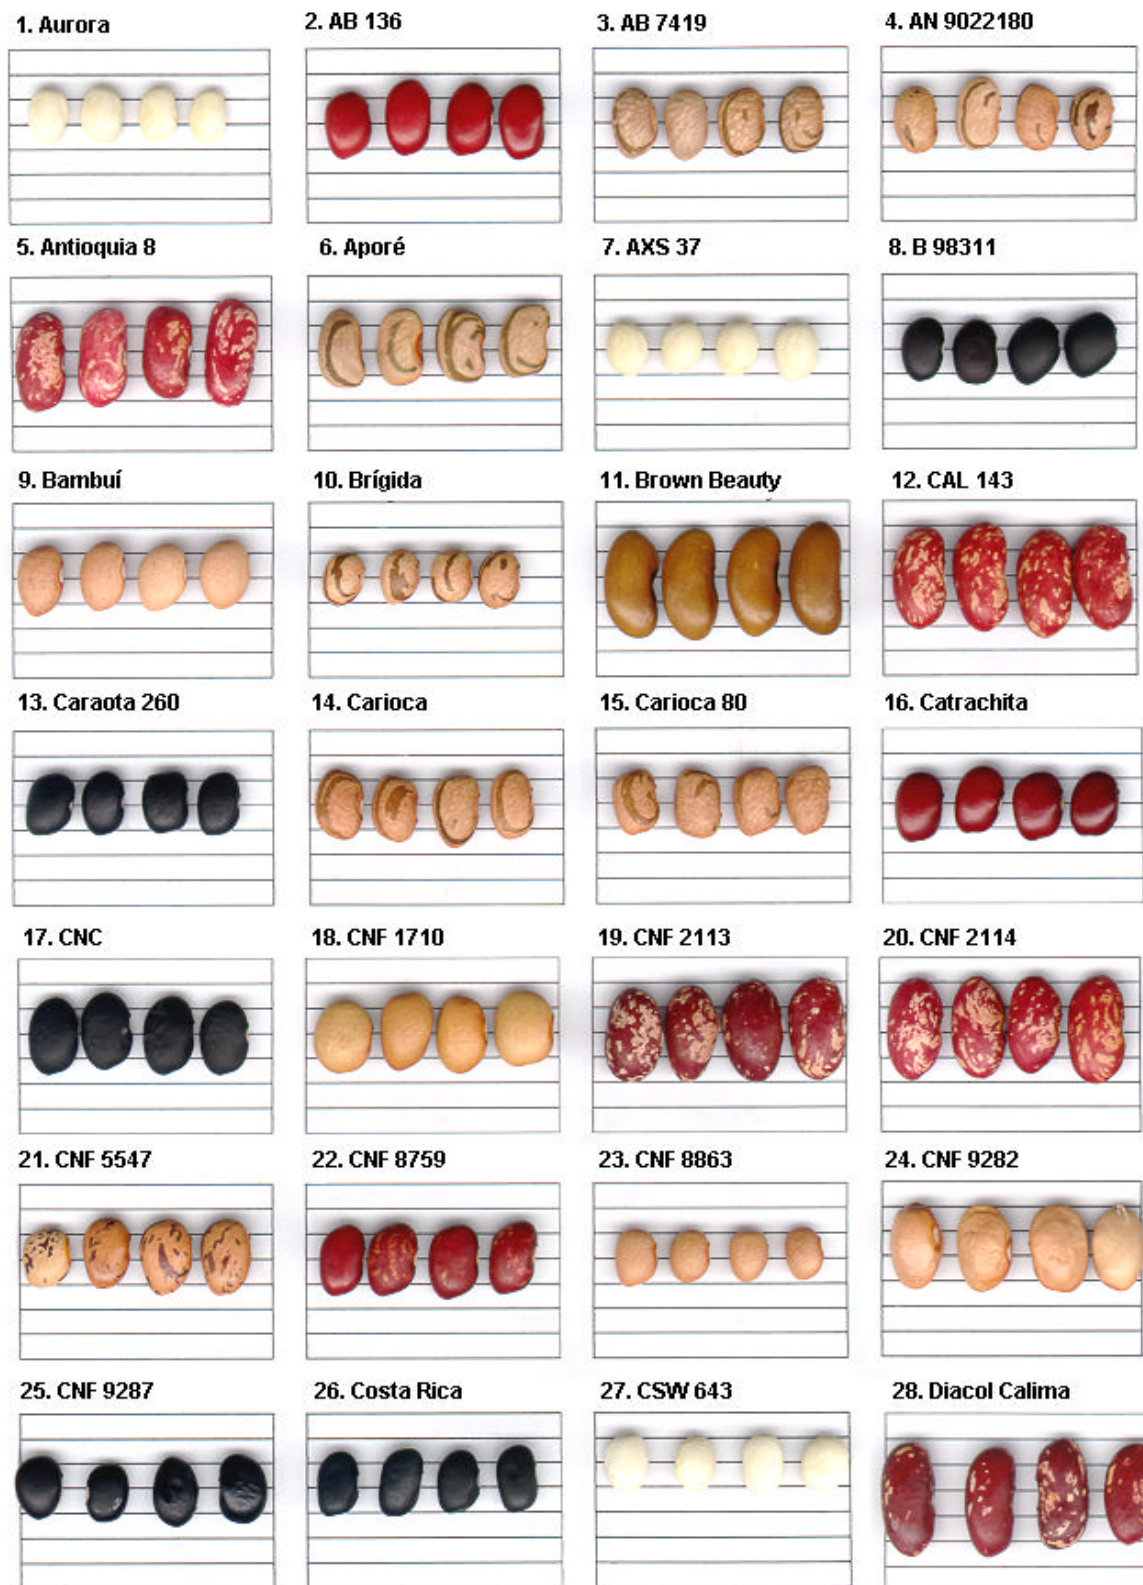 1. Aurora
2. AB 136
3. AB 7419
4. AN 9022180
5. Antioquia 8
6. Aporé
7. AXS 37
8. B 98311
9. Bambuí
10. Brígida
11. Brown Beauty
12. CAL 143
13. Caraota 260
14. Carioca
15. Carioca 80
16. Catrachita
17. CNC
18. CNF 1710
19. CNF 2113
20. CNF 2114
21. CNF 5547
22. CNF 8759
23. CNF 8863
24. CNF 9282
25. CNF 9287
26. Costa Rica
27. CSW 643
28. Diacol Calima